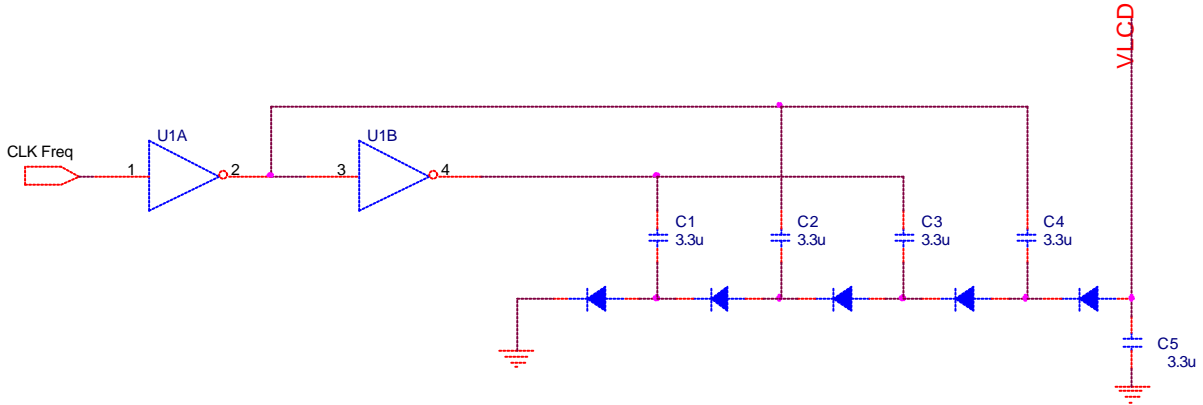 VLCD
U1A
U1B
CLK Freq
1
2
3
4
C1
3.3u
C2
3.3u
C3
3.3u
C4
3.3u
C5
3.3u